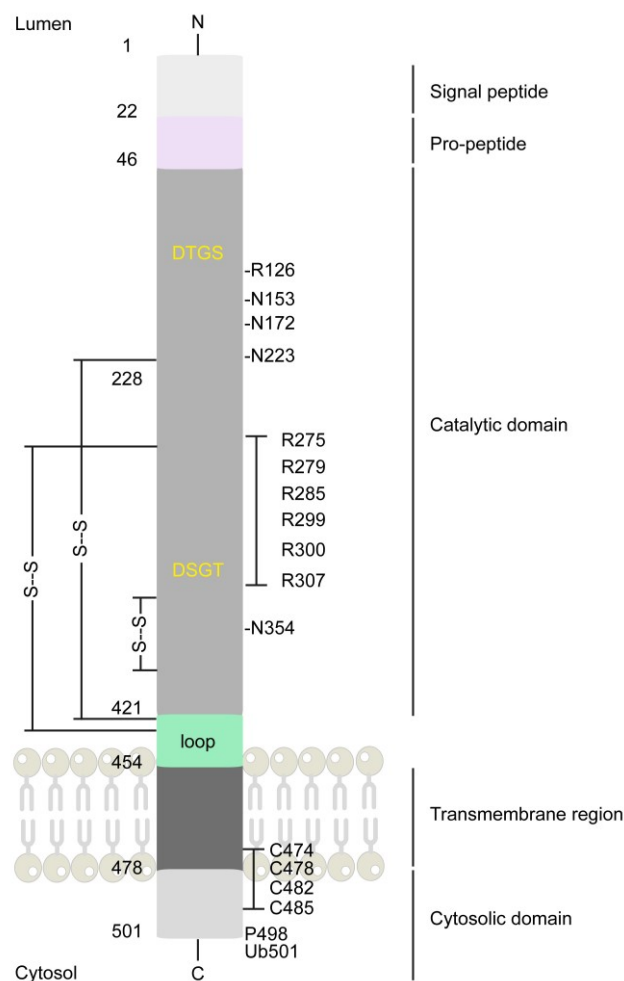 Lumen
N
1
Signal peptide
22
Pro-peptide
46
DTGS
-R126
-N153
-N172
-N223
228
Catalytic domain
R275
R279
R285
R299
R300
R307
S--S
S--S
S--S
DSGT
-N354
421
loop
454
Transmembrane region
C474
C478
C482
C485
478
Cytosolic domain
501
P498
Ub501
Cytosol
C